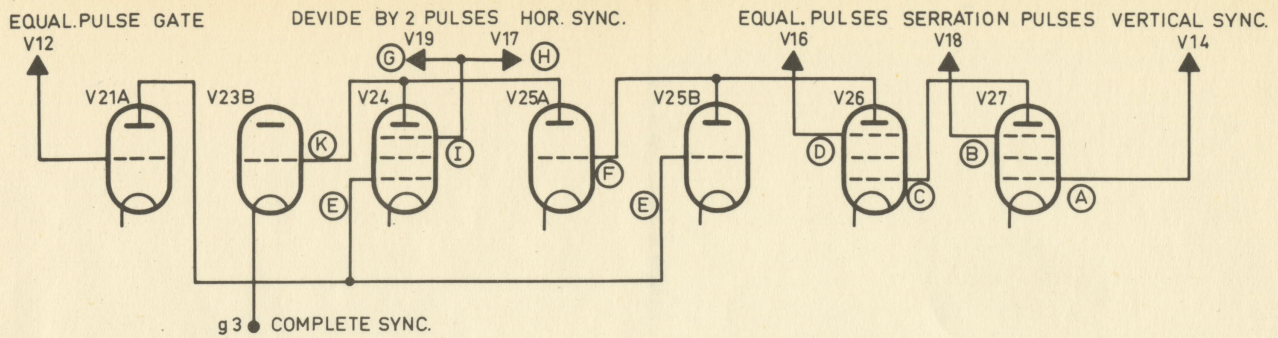 EQUAL.PULSE GATE
DEVIDE BY 2 PULSES HOR. SYNC.
EQUAL. PULSES SERRATION PULSES VERTICAL SYNC.
V12
V19
V17
V16
V18
V14
G
H
V21A
V23B
V24
V25A
V25B
V26
V27
K
I
F
D
B
E
E
C
A
g3 COMPLETE SYNC.